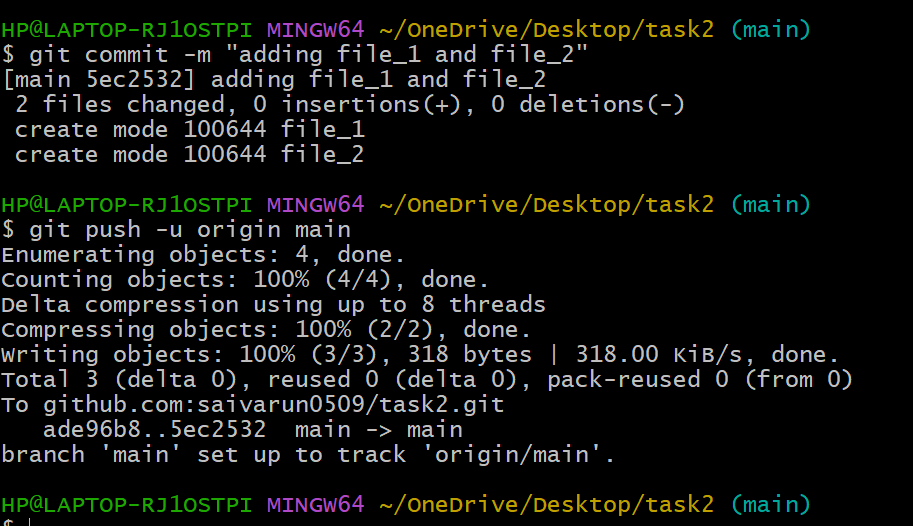 HP@LAPTOP-RJ1OSTPI MINGW64 ~/OneDrive/Desktop/task2 (main)
$ git commit -m "adding file_1 and file_2"
[main 5ec2532] adding file_1 and file_2
 2 files changed, 0 insertions(+), 0 deletions(-)
 create mode 100644 file_1
 create mode 100644 file_2

HP@LAPTOP-RJ1OSTPI MINGW64 ~/OneDrive/Desktop/task2 (main)
$ git push -u origin main
Enumerating objects: 4, done.
Counting objects: 100% (4/4), done.
Delta compression using up to 8 threads
Compressing objects: 100% (2/2), done.
Writing objects: 100% (3/3), 318 bytes | 318.00 KiB/s, done.
Total 3 (delta 0), reused 0 (delta 0), pack-reused 0 (from 0)
To github.com:saivarun0509/task2.git
   ade96b8..5ec2532  main -> main
branch 'main' set up to track 'origin/main'.

HP@LAPTOP-RJ1OSTPI MINGW64 ~/OneDrive/Desktop/task2 (main)
$